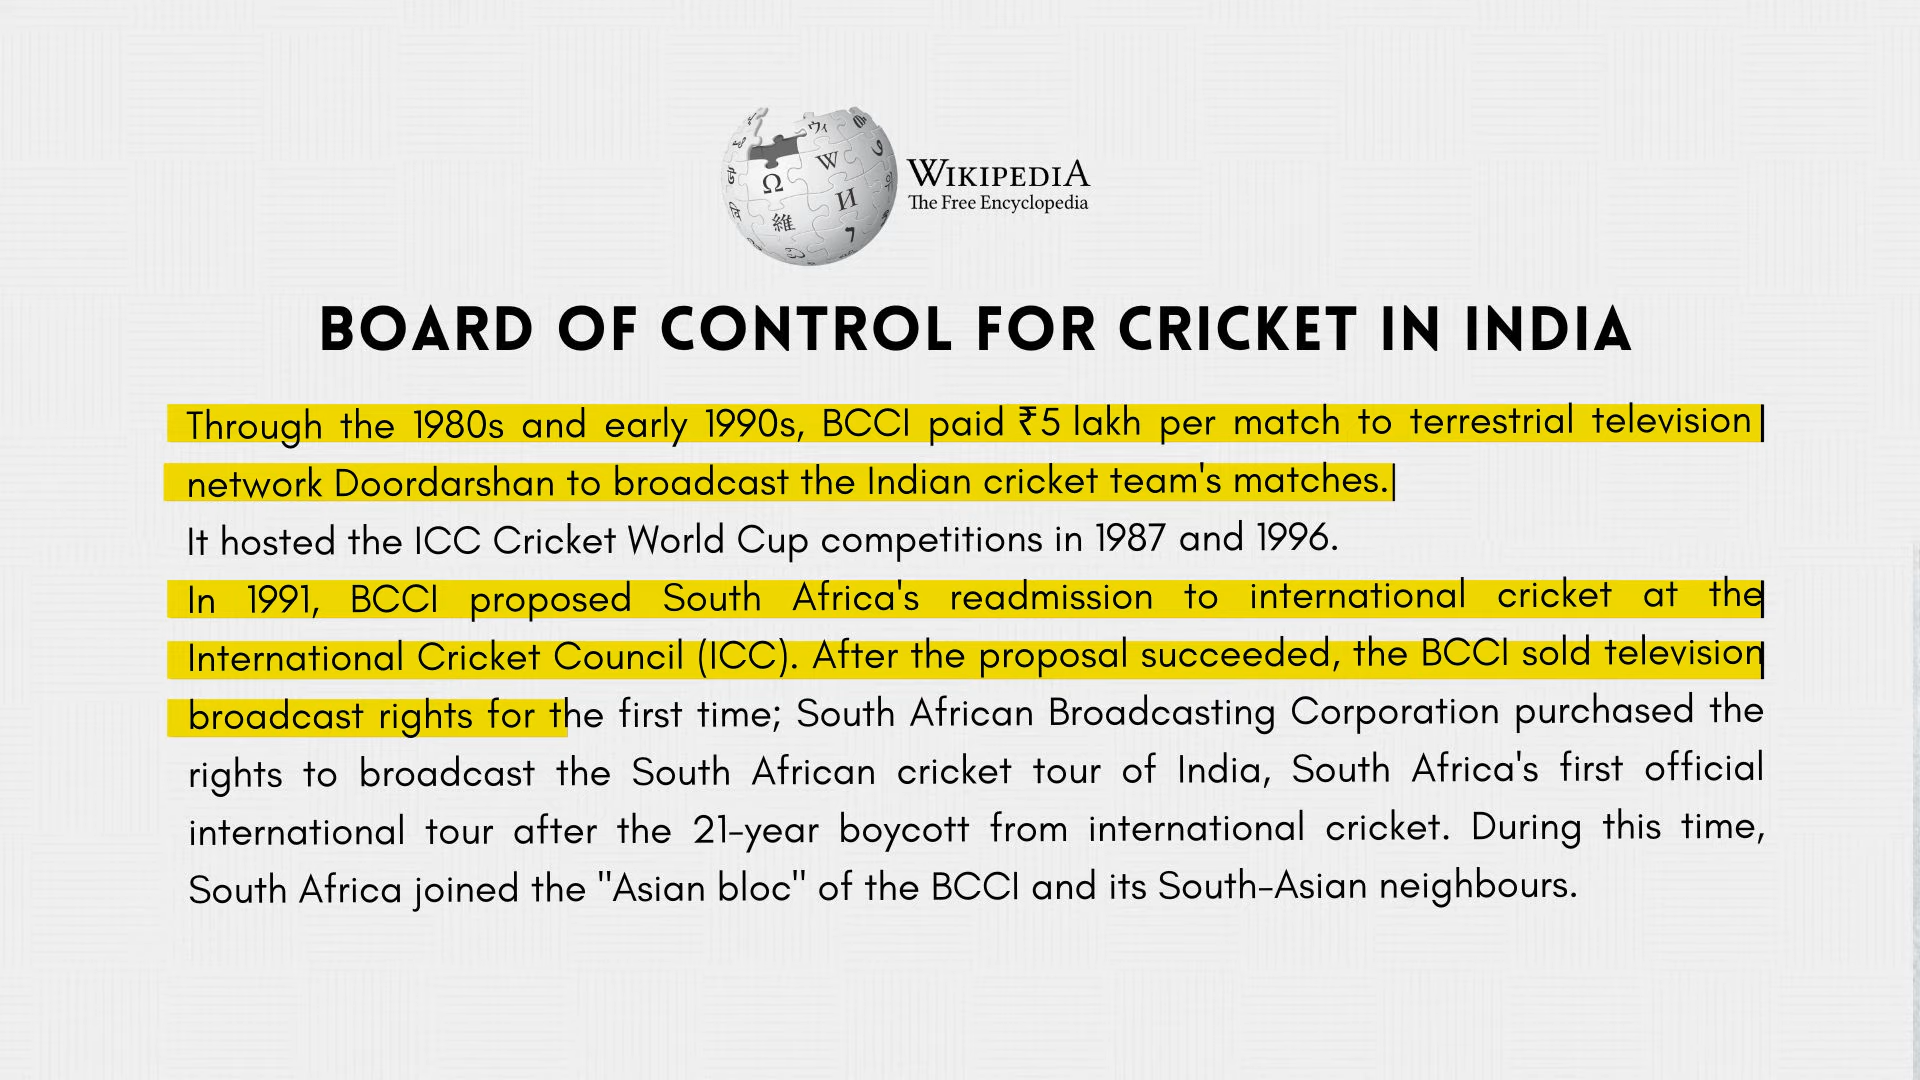 WIKIPEDIA
The Free Encyclopedia
Ω W И 維 ウィ 7
BOARD OF CONTROL FOR CRICKET IN INDIA
Through the 1980s and early 1990s, BCCI paid ₹5 lakh per match to terrestrial television
network Doordarshan to broadcast the Indian cricket team's matches.
It hosted the ICC Cricket World Cup competitions in 1987 and 1996.
In 1991, BCCI proposed South Africa's readmission to international cricket at the
International Cricket Council (ICC). After the proposal succeeded, the BCCI sold television
broadcast rights for the first time; South African Broadcasting Corporation purchased the
rights to broadcast the South African cricket tour of India, South Africa's first official
international tour after the 21-year boycott from international cricket. During this time,
South Africa joined the "Asian bloc" of the BCCI and its South-Asian neighbours.